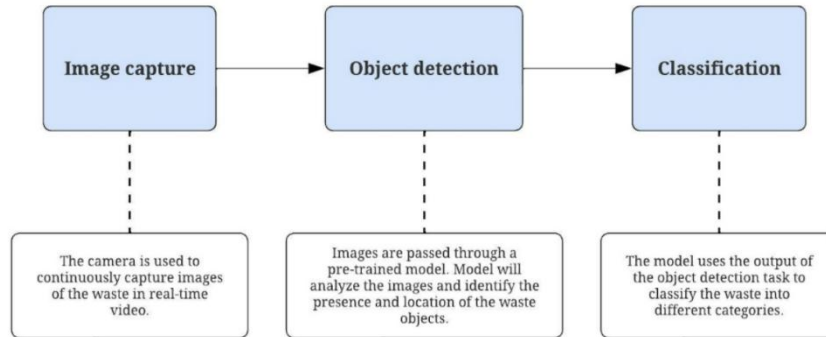 Image capture
Object detection
Classification
The camera is used to
continuously capture images
of the waste in real-time
video.
Images are passed through a
pre-trained model. Model will
analyze the images and identify the
presence and location of the waste
objects.
The model uses the output of
the object detection task to
classify the waste into
different categories.